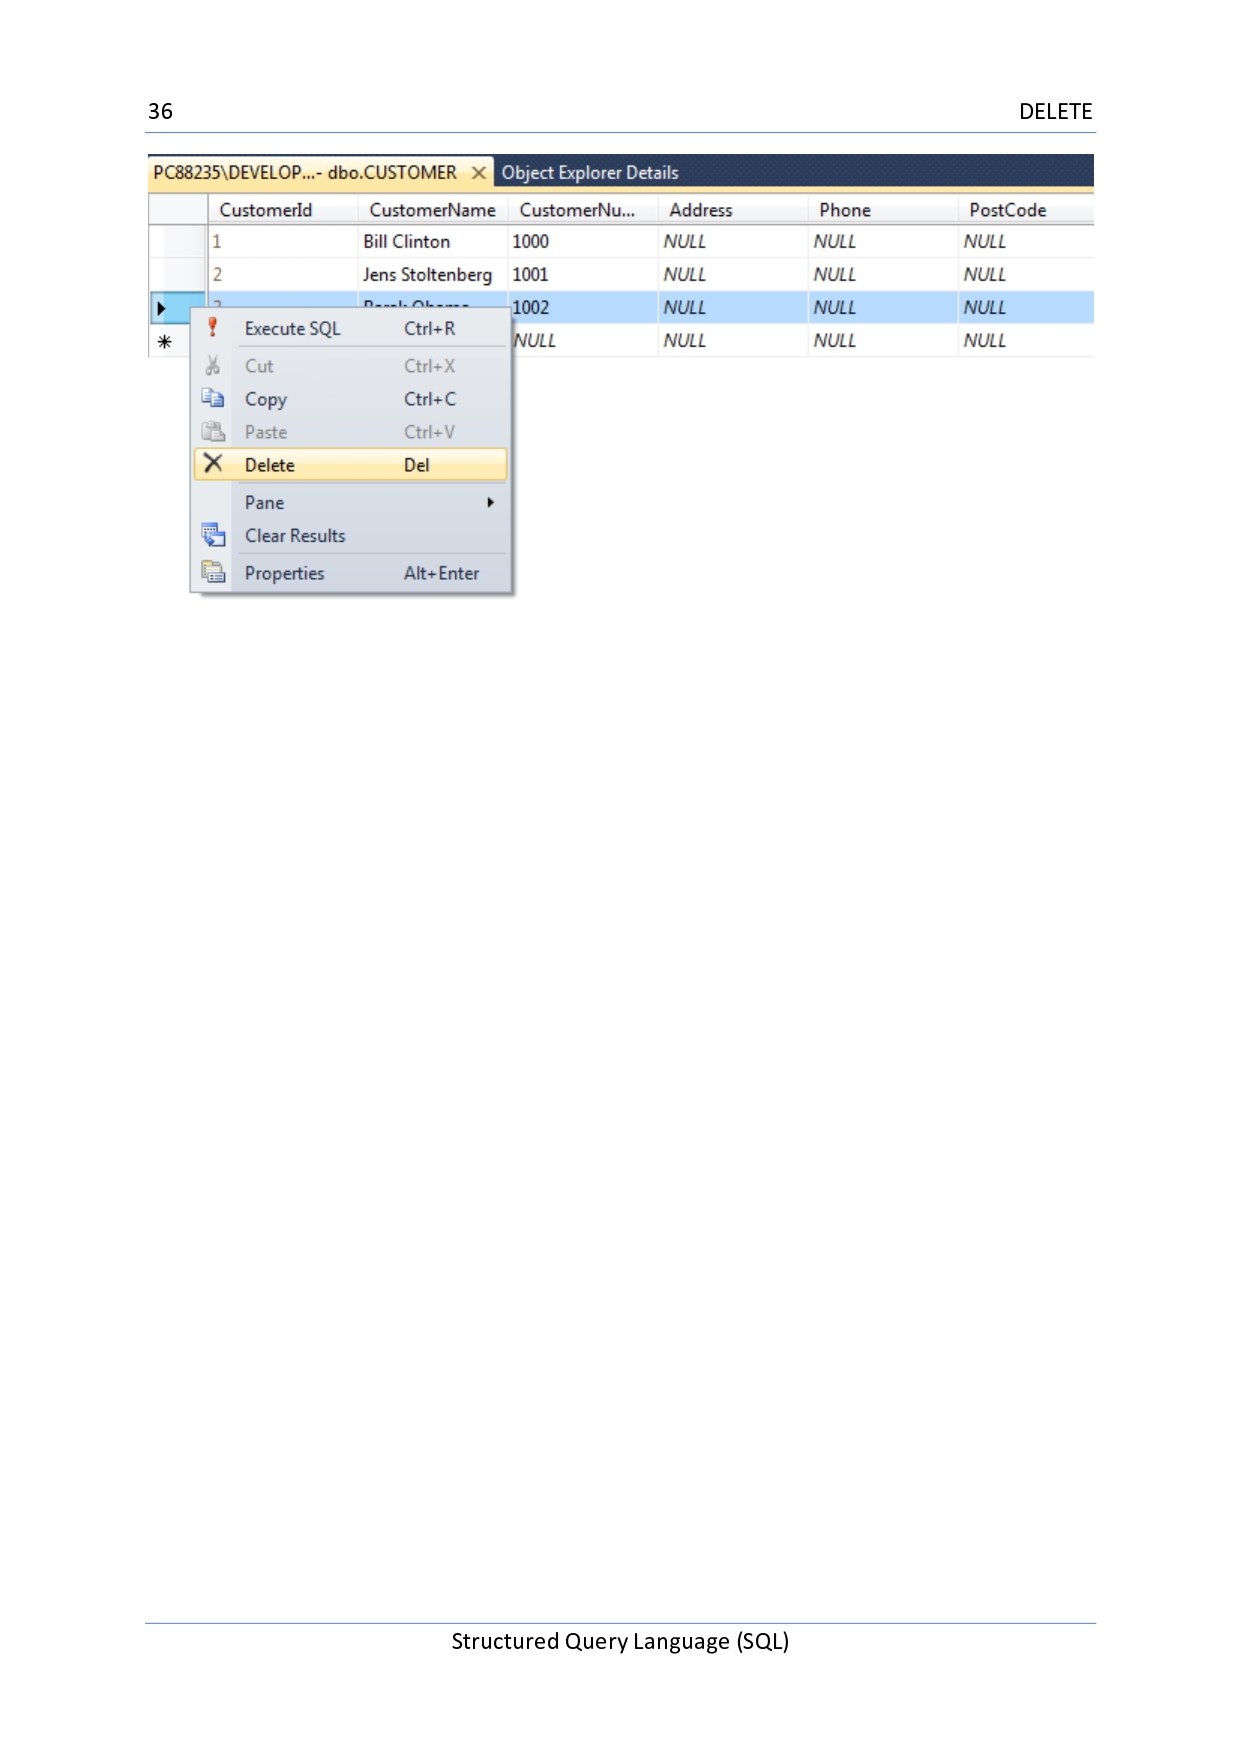 36 DELETE
PC88235\DEVELOP...- dbo.CUSTOMER Object Explorer Details
CustomerId CustomerName CustomerNu... Address Phone PostCode
1 Bill Clinton 1000 NULL NULL NULL
2 Jens Stoltenberg 1001 NULL NULL NULL
1002 NULL NULL NULL
NULL NULL NULL NULL
Execute SQL Ctrl+R
Cut Ctrl+X
Copy Ctrl+C
Paste Ctrl+V
Delete Del
Pane
Clear Results
Properties Alt+Enter
Structured Query Language (SQL)